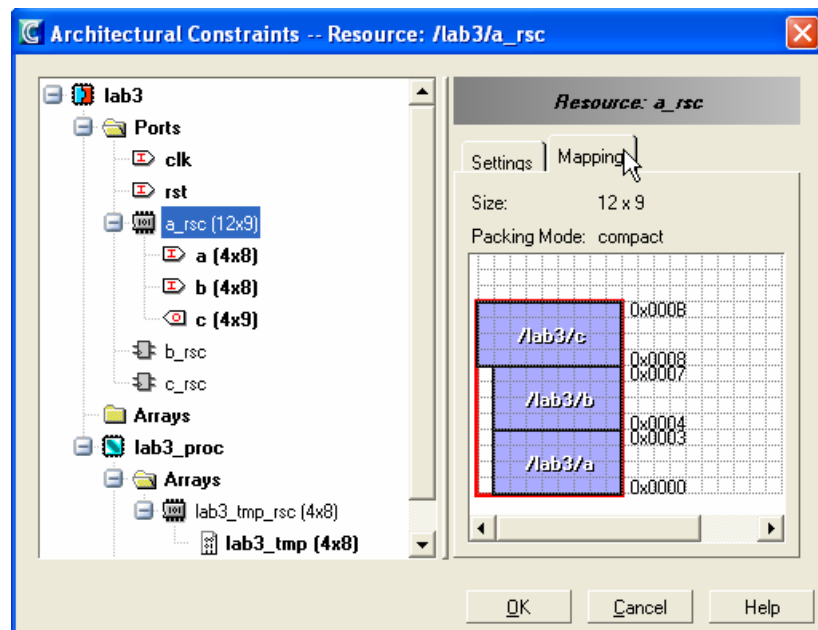 Architectural Constraints -- Resource: /lab3/a_rsc
lab3
Ports
clk
rst
a_rsc (12x9)
a (4x8)
b (4x8)
c (4x9)
b_rsc
c_rsc
Arrays
lab3_proc
Arrays
lab3_tmp_rsc (4x8)
lab3_tmp (4x8)
Resource: a_rsc
Settings Mapping
Size: 12 x 9
Packing Mode: compact
0x000B
/lab3/c
0x0008
0x0007
/lab3/b
0x0004
0x0003
/lab3/a
0x0000
OK Cancel Help